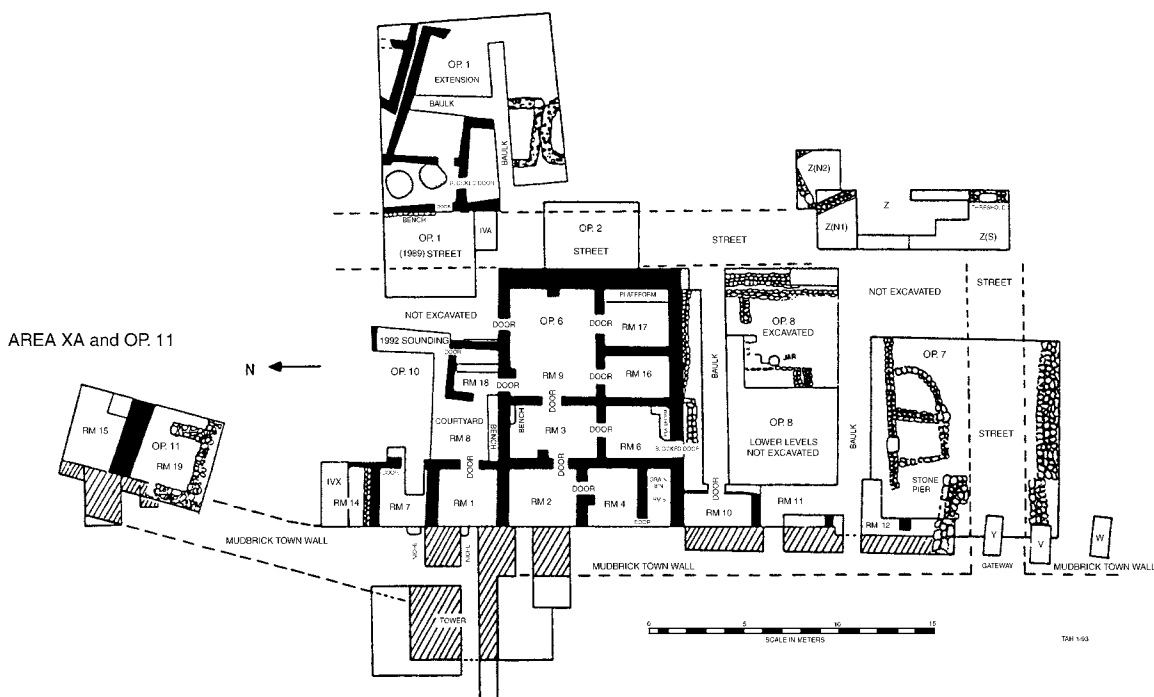 OP. 1
EXTENSION
BAULK
BAULK
DOOR
BENCH
OP. 1
(1989) STREET
IVA
OP. 2
STREET
STREET
Z(N2)
Z(N1)
Z
THRESHOLD
Z(S)
STREET
NOT EXCAVATED
NOT EXCAVATED
AREA XA and OP. 11
N
1992 SOUNDING
DOOR
OP. 10
RM 18
DOOR
DOOR
OP. 6
DOOR
PLATFORM
RM 17
RM 9
DOOR
RM 16
DOOR
BAULK
OP. 8
EXCAVATED
JAR
OP. 8
LOWER LEVELS
NOT EXCAVATED
BAULK
OP. 7
STREET
STONE
PIER
RM 15
OP. 11
RM 19
COURTYARD
RM 8
BENCH
BENCH
RM 3
DOOR
RM 6
BLOCKED DOOR
DOOR
DOOR
DOOR
IVX
RM 14
RM 7
RM 1
RM 2
RM 4
DOOR
DOOR
RM 10
RM 11
RM 12
MUDBRICK TOWN WALL
MUDBRICK TOWN WALL
Y
GATEWAY
V
W
MUDBRICK TOWN WALL
TOWER
0 5 10 15
SCALE IN METERS